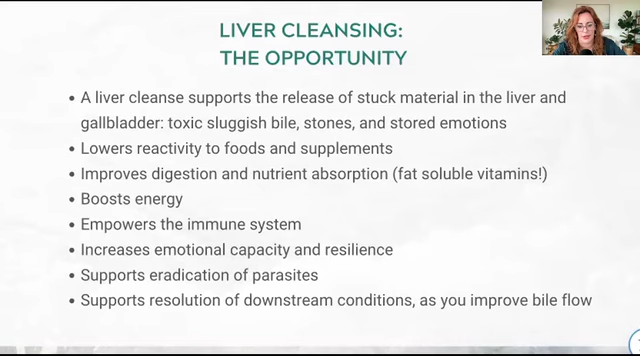 LIVER CLEANSING:
THE OPPORTUNITY
• A liver cleanse supports the release of stuck material in the liver and
gallbladder: toxic sluggish bile, stones, and stored emotions
• Lowers reactivity to foods and supplements
• Improves digestion and nutrient absorption (fat soluble vitamins!)
• Boosts energy
• Empowers the immune system
• Increases emotional capacity and resilience
• Supports eradication of parasites
• Supports resolution of downstream conditions, as you improve bile flow